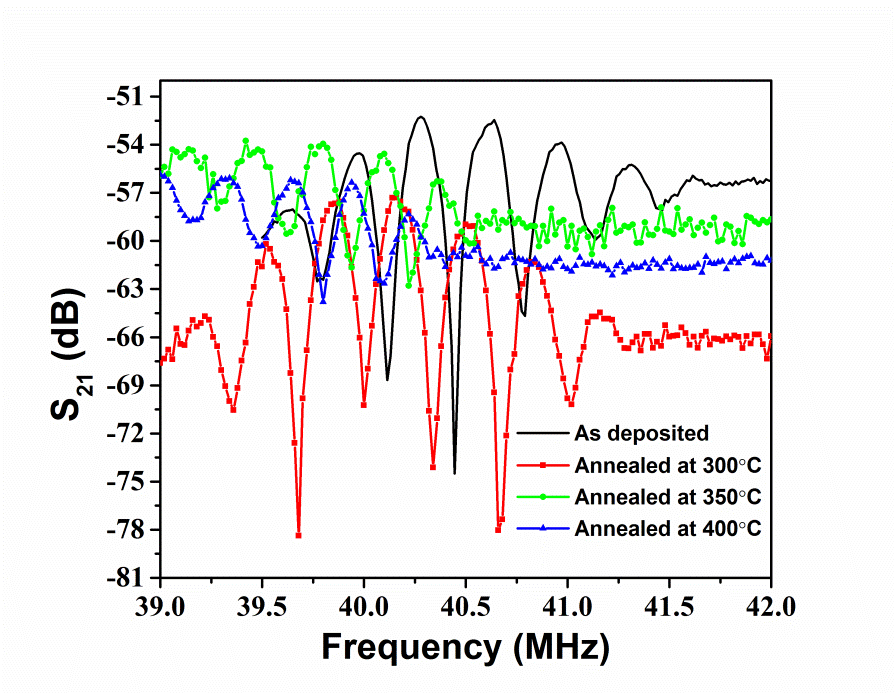 -51
-54
-57
-60
-63
-66
-69
-72
-75
-78
-81
S21 (dB)
As deposited
Annealed at 300°C
Annealed at 350°C
Annealed at 400°C
39.0 39.5 40.0 40.5 41.0 41.5 42.0
Frequency (MHz)